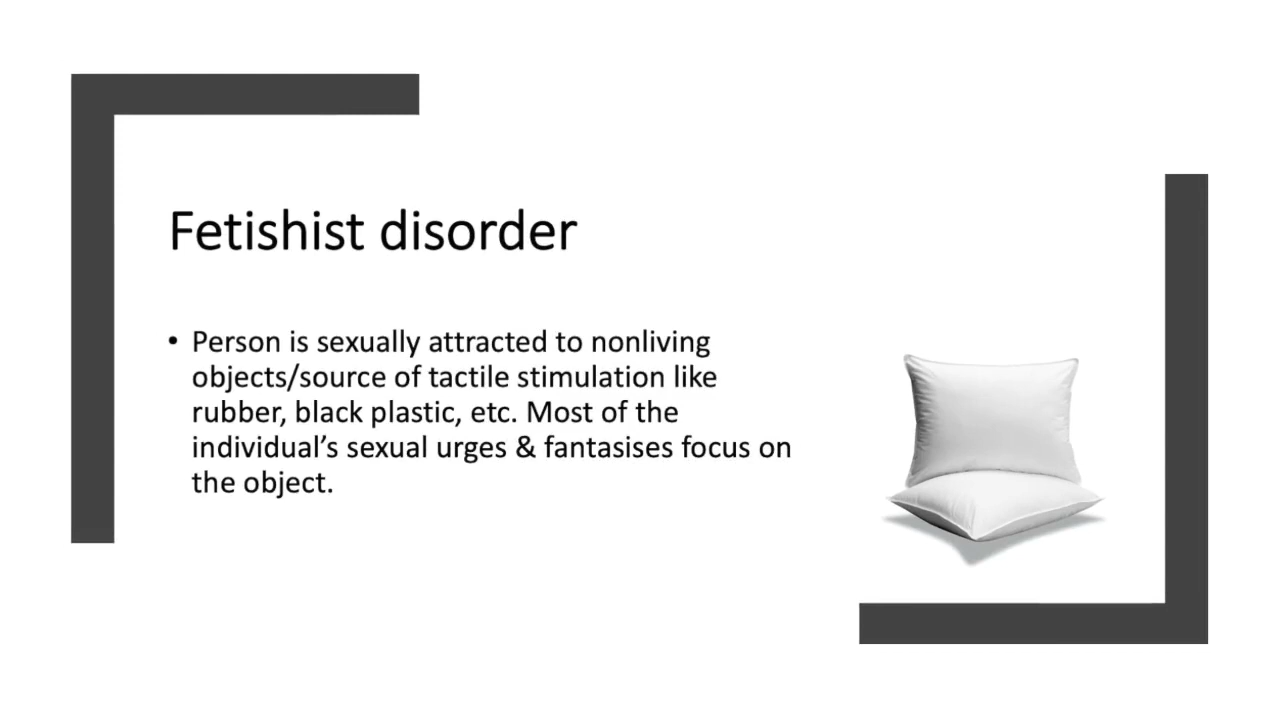 Fetishist disorder
• Person is sexually attracted to nonliving
objects/source of tactile stimulation like
rubber, black plastic, etc. Most of the
individual’s sexual urges & fantasises focus on
the object.